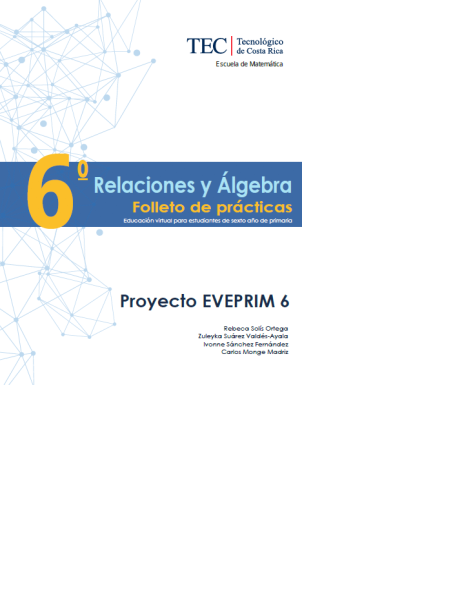 TEC | Tecnológico
de Costa Rica
Escuela de Matemática
6º Relaciones y Álgebra
Folleto de prácticas
Educación virtual para estudiantes de sexto año de primaria
Proyecto EVEPRIM 6
Rebeca Solís Ortega
Zuleyka Suárez Valdés-Ayala
Ivonne Sánchez Fernández
Carlos Monge Madriz